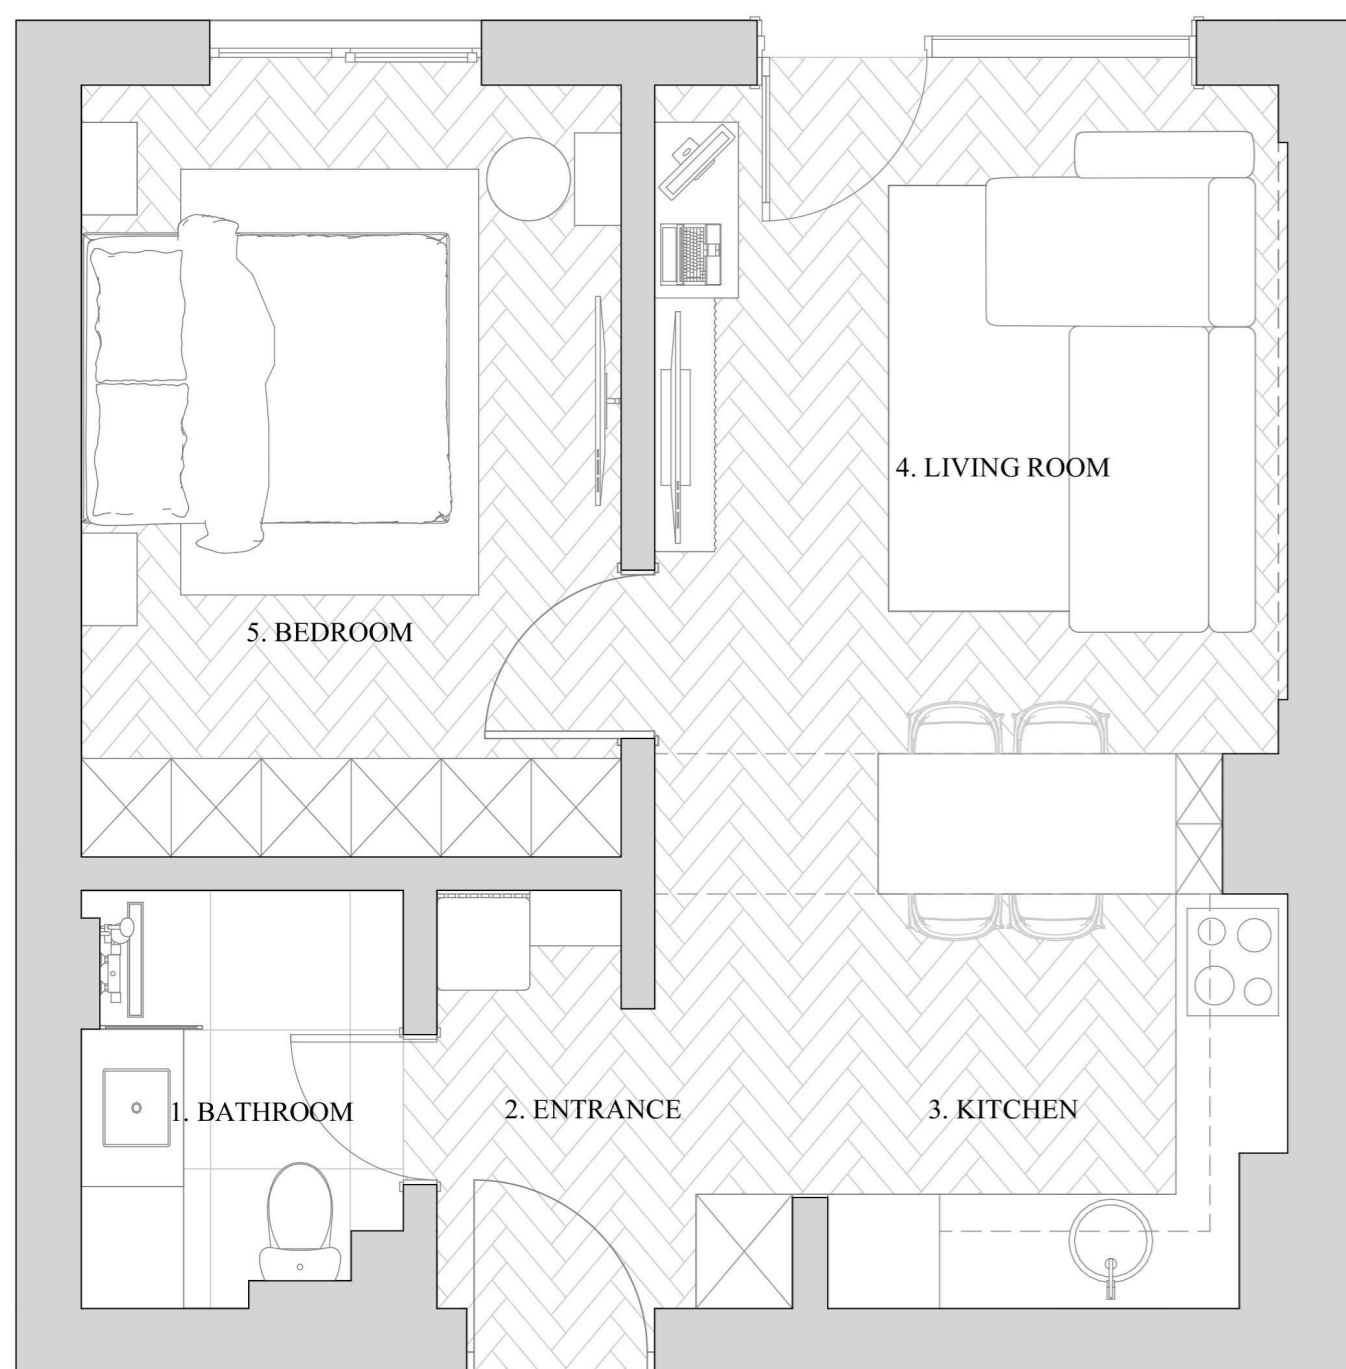 4. LIVING ROOM
5. BEDROOM
1. BATHROOM
2. ENTRANCE
3. KITCHEN